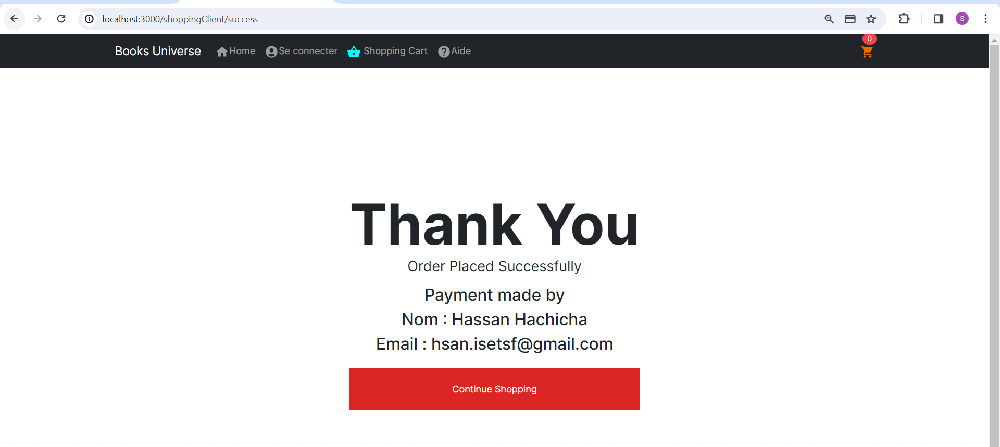 localhost:3000/shoppingClient/success
S
Books Universe Home Se connecter Shopping Cart Aide 0
Thank You
Order Placed Successfully
Payment made by
Nom : Hassan Hachicha
Email : hsan.isetsf@gmail.com
Continue Shopping